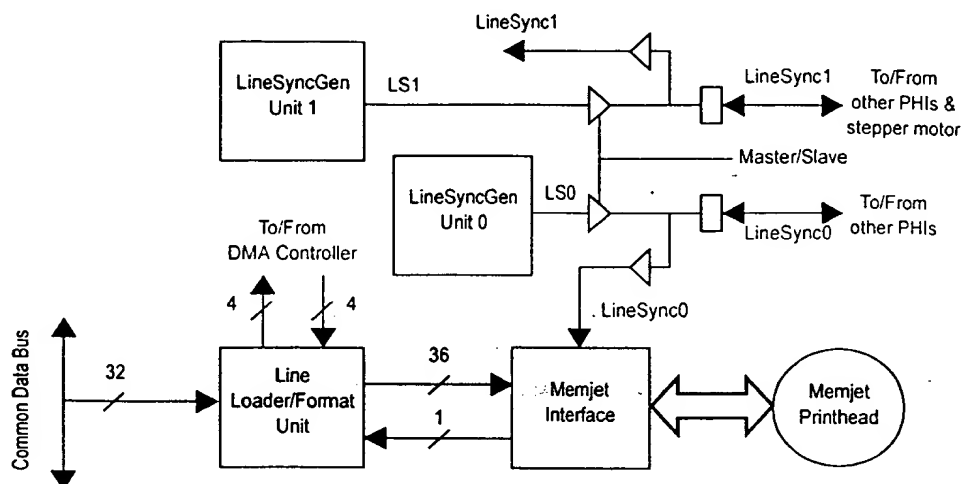 LineSync1
LineSyncGen
Unit 1
LS1
LineSync1
To/From
other PHIs &
stepper motor
Master/Slave
LineSyncGen
Unit 0
LS0
LineSync0
To/From
other PHIs
To/From
DMA Controller
4
4
LineSync0
Common Data Bus
32
Line
Loader/Format
Unit
36
1
Memjet
Interface
Memjet
Printhead